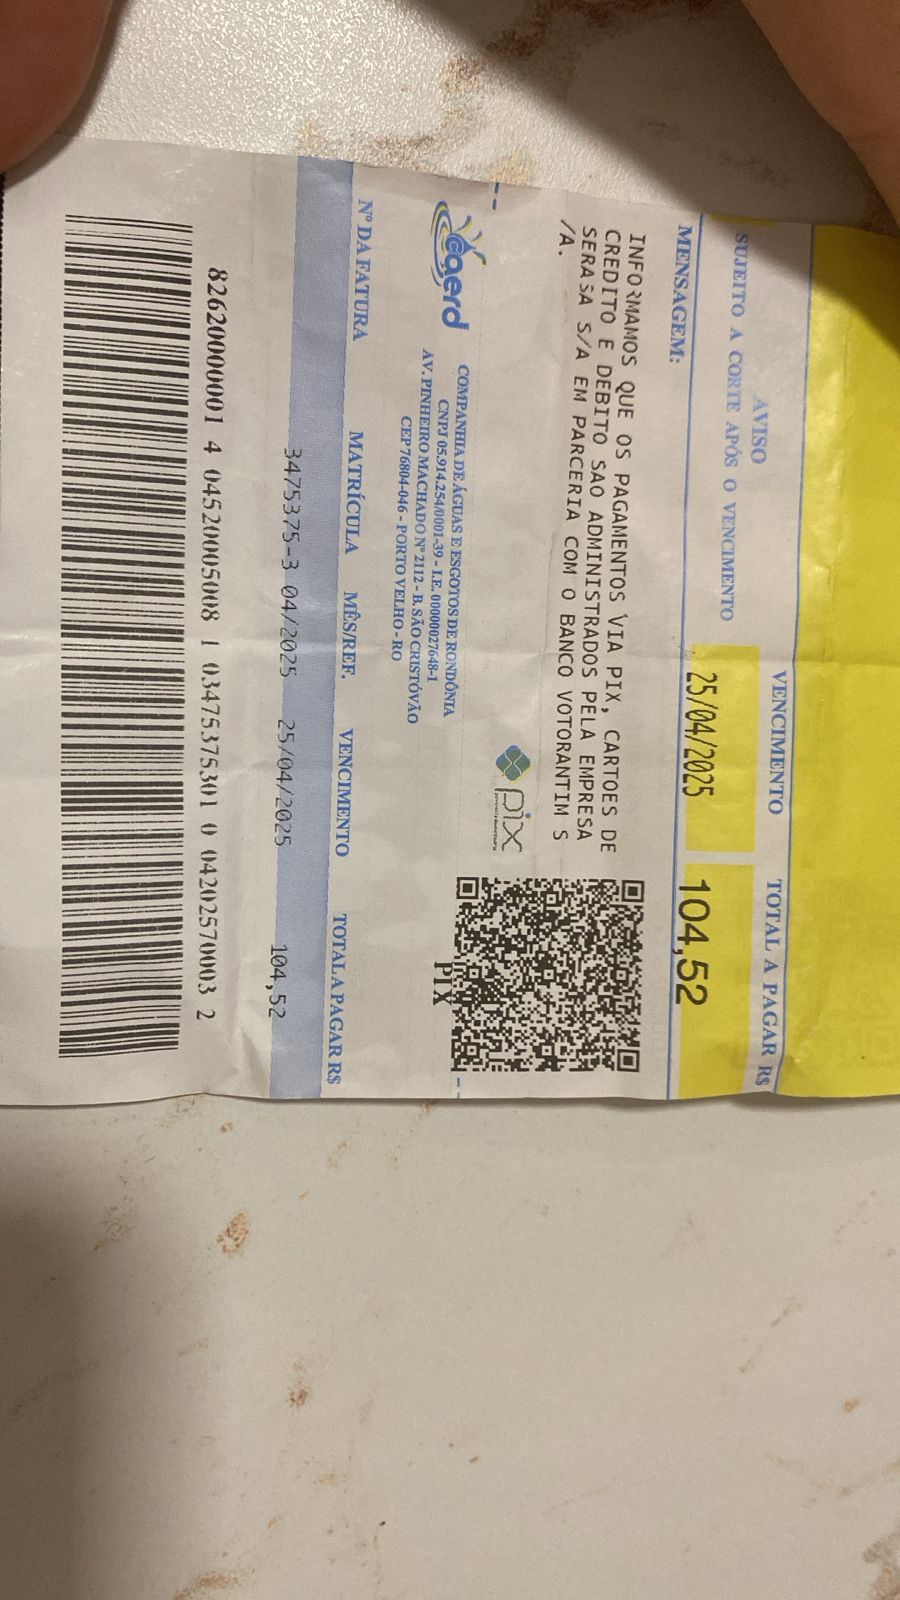 AVISO
SUJEITO A CORTE APÓS O VENCIMENTO
VENCIMENTO
TOTAL A PAGAR R$
25/04/2025
104,52
MENSAGEM:
INFORMAMOS QUE OS PAGAMENTOS VIA PIX, CARTOES DE
CREDITO E DEBITO SAO ADMINISTRADOS PELA EMPRESA
SERASA S/A EM PARCERIA COM O BANCO VOTORANTIM S
/A.
pix
PIX
caerd
COMPANHIA DE ÁGUAS E ESGOTOS DE RONDÔNIA
CNPJ 05.914.254/0001-39 - I.E. 00000027648-1
AV. PINHEIRO MACHADO Nº 2112 - B. SÃO CRISTÓVÃO
CEP 76804-046 - PORTO VELHO - RO
Nº DA FATURA MATRÍCULA MÊS/REF. VENCIMENTO TOTAL A PAGAR R$
3475375-3 04/2025 25/04/2025 104,52
8262000001 4 04520005008 1 03475375301 0 04202570003 2